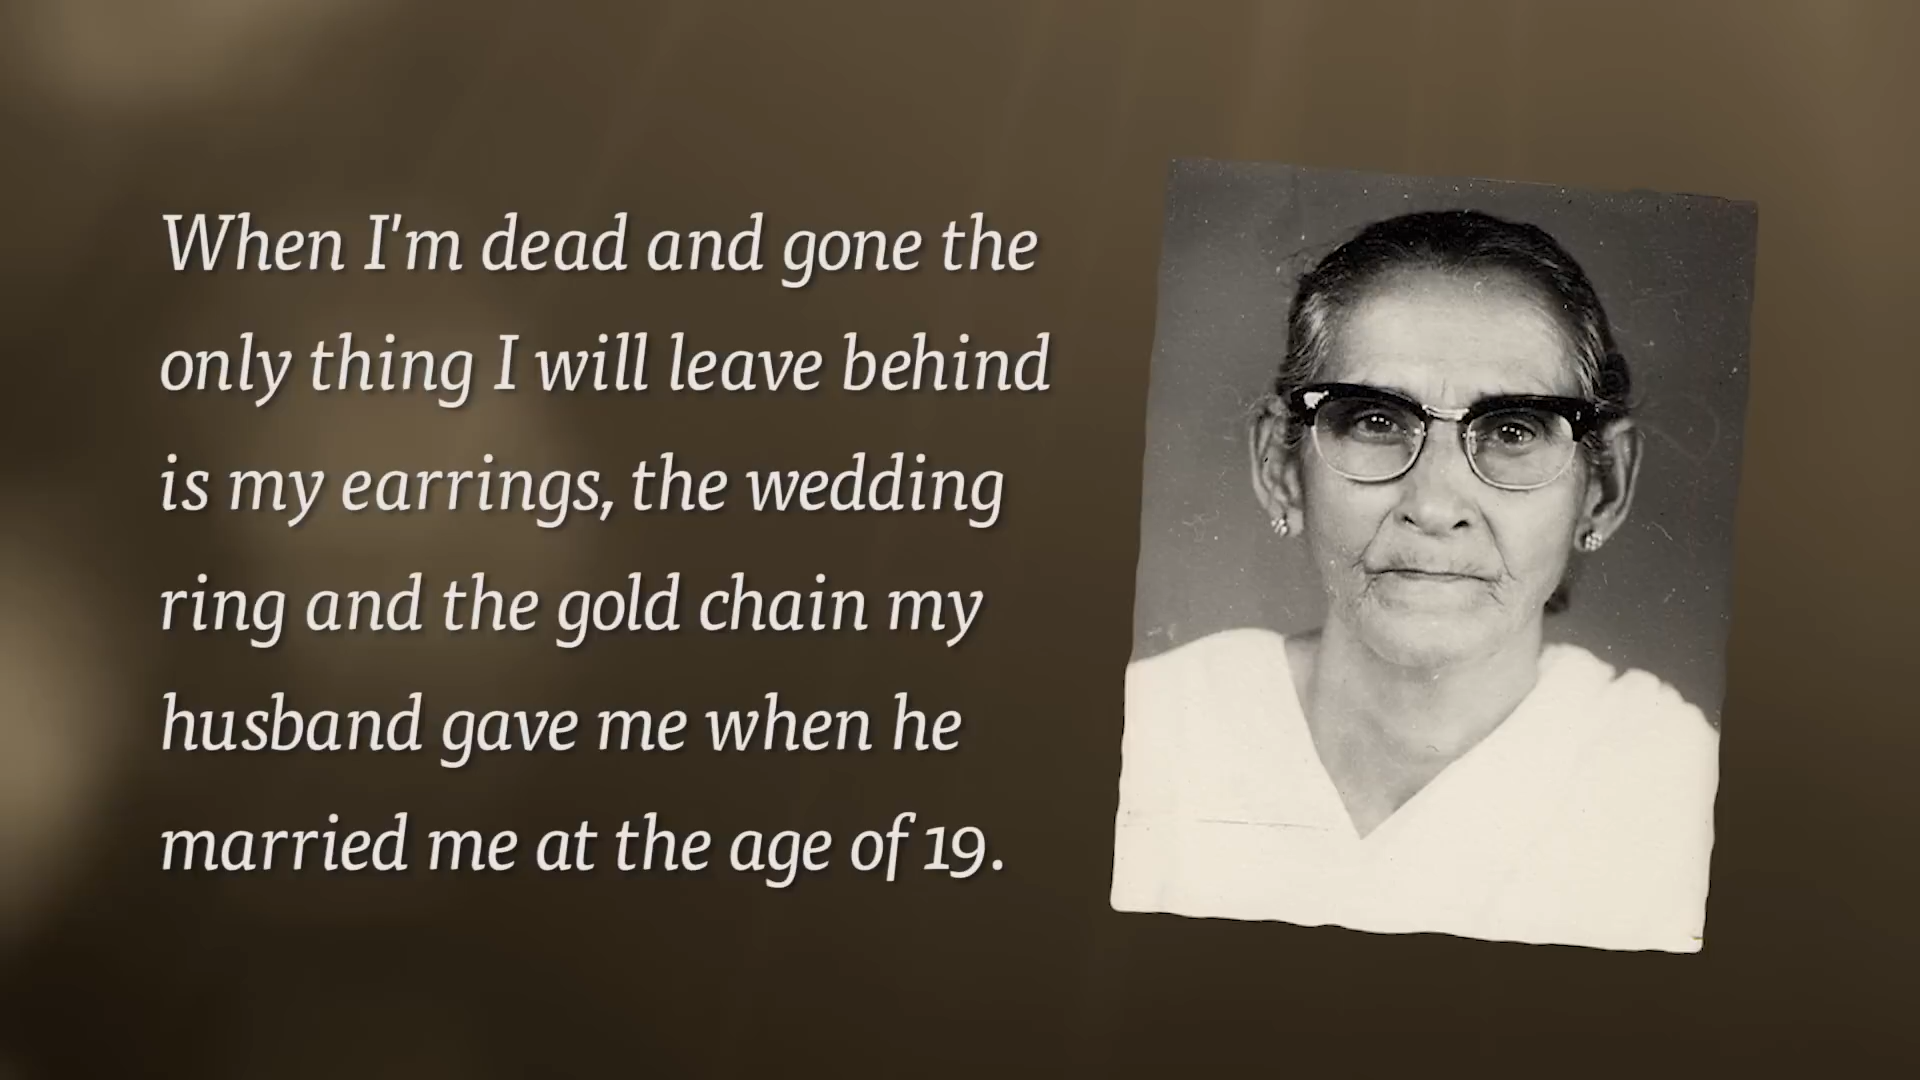 When I'm dead and gone the
only thing I will leave behind
is my earrings, the wedding
ring and the gold chain my
husband gave me when he
married me at the age of 19.